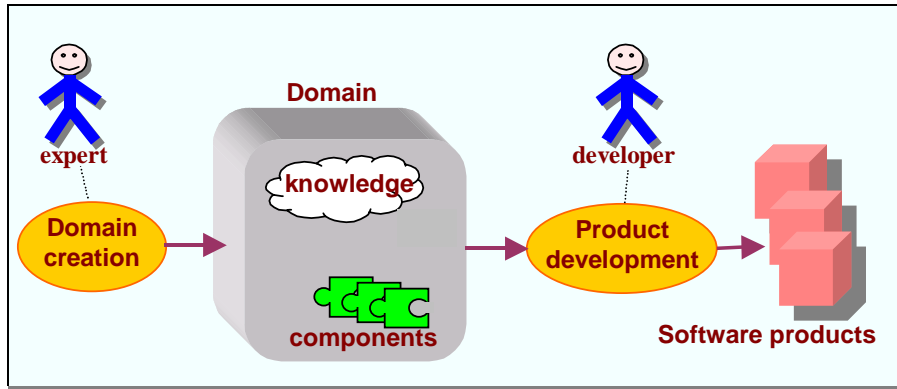 Domain
expert
developer
knowledge
Domain
creation
Product
development
components
Software products